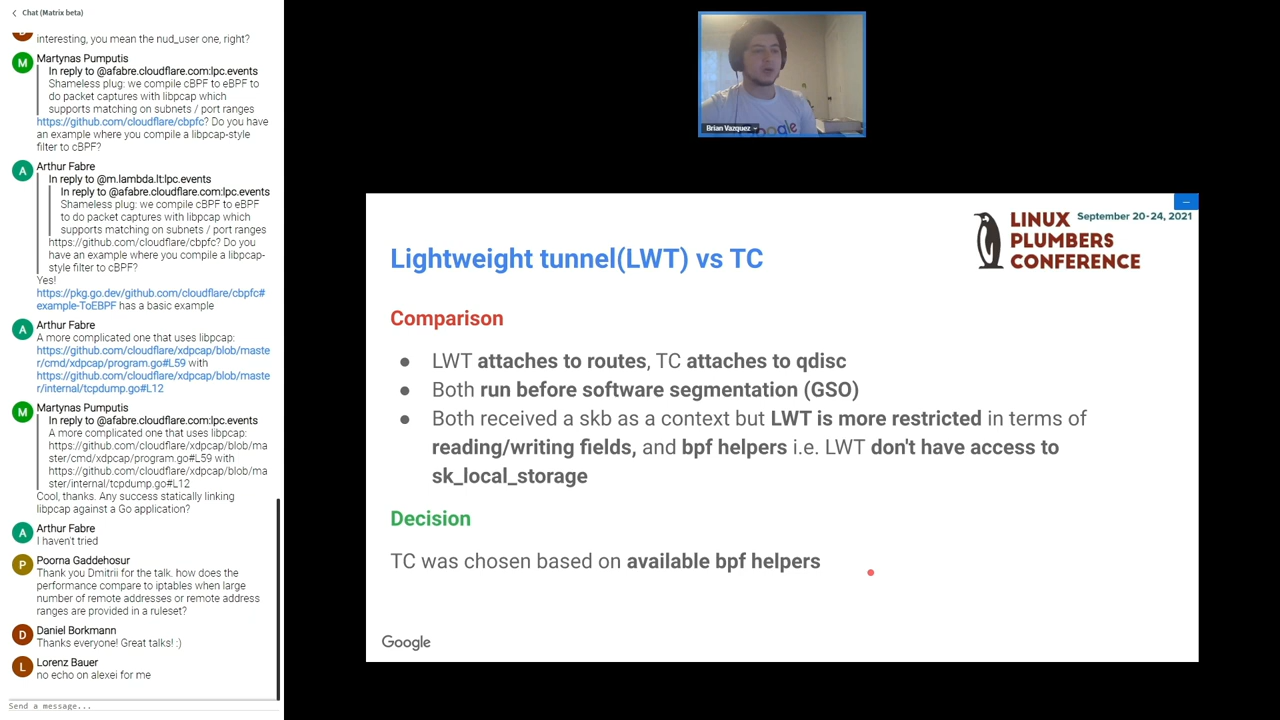 Chat (Matrix beta)
interesting, you mean the nud_user one, right?
Martynas Pumputis
In reply to @afabre.cloudflare.com:lpc.events
Shameless plug: we compile cBPF to eBPF to
do packet captures with libpcap which
supports matching on subnets / port ranges
https://github.com/cloudflare/cbpfc? Do you have
an example where you compile a libpcap-style
filter to cBPF?
Arthur Fabre
In reply to @m.lambda.lt:lpc.events
In reply to @afabre.cloudflare.com:lpc.events
Shameless plug: we compile cBPF to eBPF
to do packet captures with libpcap which
supports matching on subnets / port ranges
https://github.com/cloudflare/cbpfc? Do you
have an example where you compile a libpcap-
style filter to cBPF?
Yes!
https://pkg.go.dev/github.com/cloudflare/cbpfc#
example-ToEBPF has a basic example
Arthur Fabre
A more complicated one that uses libpcap:
https://github.com/cloudflare/xdpcap/blob/maste
r/cmd/xdpcap/program.go#L59 with
https://github.com/cloudflare/xdpcap/blob/maste
r/internal/tcpdump.go#L12
Martynas Pumputis
In reply to @afabre.cloudflare.com:lpc.events
A more complicated one that uses libpcap:
https://github.com/cloudflare/xdpcap/blob/ma
ster/cmd/xdpcap/program.go#L59 with
https://github.com/cloudflare/xdpcap/blob/ma
ster/internal/tcpdump.go#L12
Cool, thanks. Any success statically linking
libpcap against a Go application?
Arthur Fabre
I haven't tried
Poorna Gaddehosur
Thank you Dmitrii for the talk. how does the
performance compare to iptables when large
number of remote addresses or remote address
ranges are provided in a ruleset?
Daniel Borkmann
Thanks everyone! Great talks! :)
Lorenz Bauer
no echo on alexei for me
Send a message...
M
A
A
M
A
P
D
L
Brian Vazquez
LINUX
PLUMBERS
CONFERENCE
September 20-24, 2021
Lightweight tunnel(LWT) vs TC
Comparison
● LWT attaches to routes, TC attaches to qdisc
● Both run before software segmentation (GSO)
● Both received a skb as a context but LWT is more restricted in terms of
reading/writing fields, and bpf helpers i.e. LWT don't have access to
sk_local_storage
Decision
TC was chosen based on available bpf helpers
Google